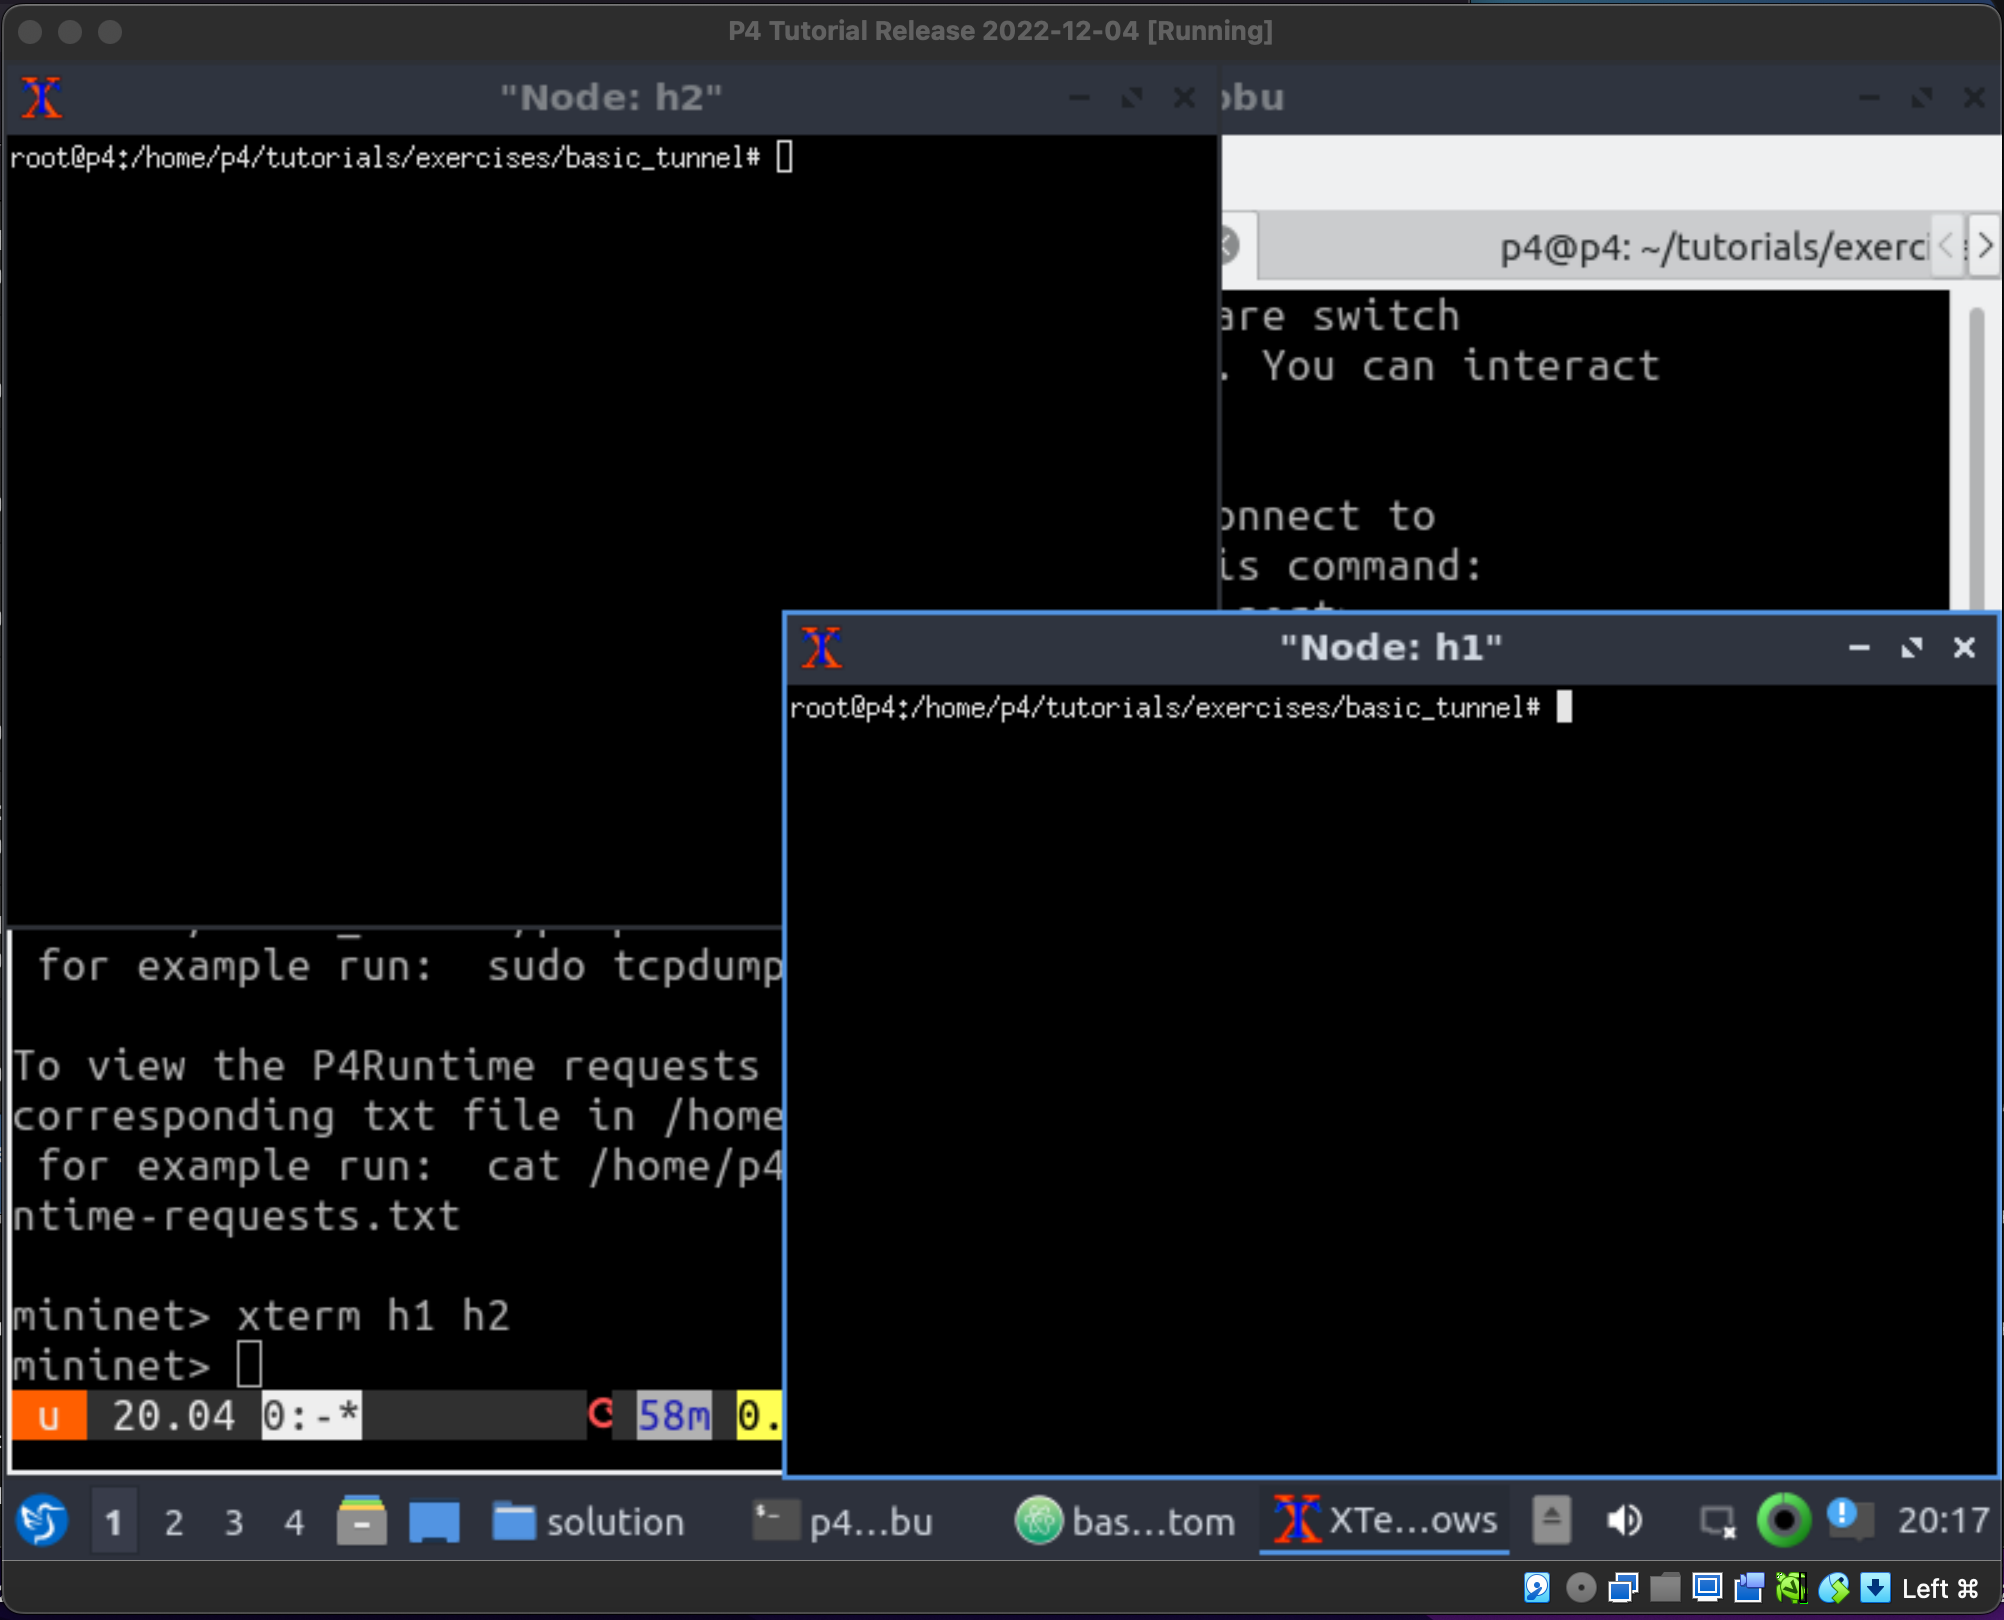 P4 Tutorial Release 2022-12-04 [Running]
"Node: h2"
root@p4:/home/p4/tutorials/exercises/basic_tunnel#
p4@p4: ~/tutorials/exerci
are switch
. You can interact
onnect to
is command:
"Node: h1"
root@p4:/home/p4/tutorials/exercises/basic_tunnel#
for example run:  sudo tcpdump
To view the P4Runtime requests
corresponding txt file in /home
for example run:  cat /home/p4
ntime-requests.txt
mininet> xterm h1 h2
mininet>
u 20.04 0:-* 58m 0.
1 2 3 4 solution p4...bu bas...tom XTe...ows 20:17
Left ⌘